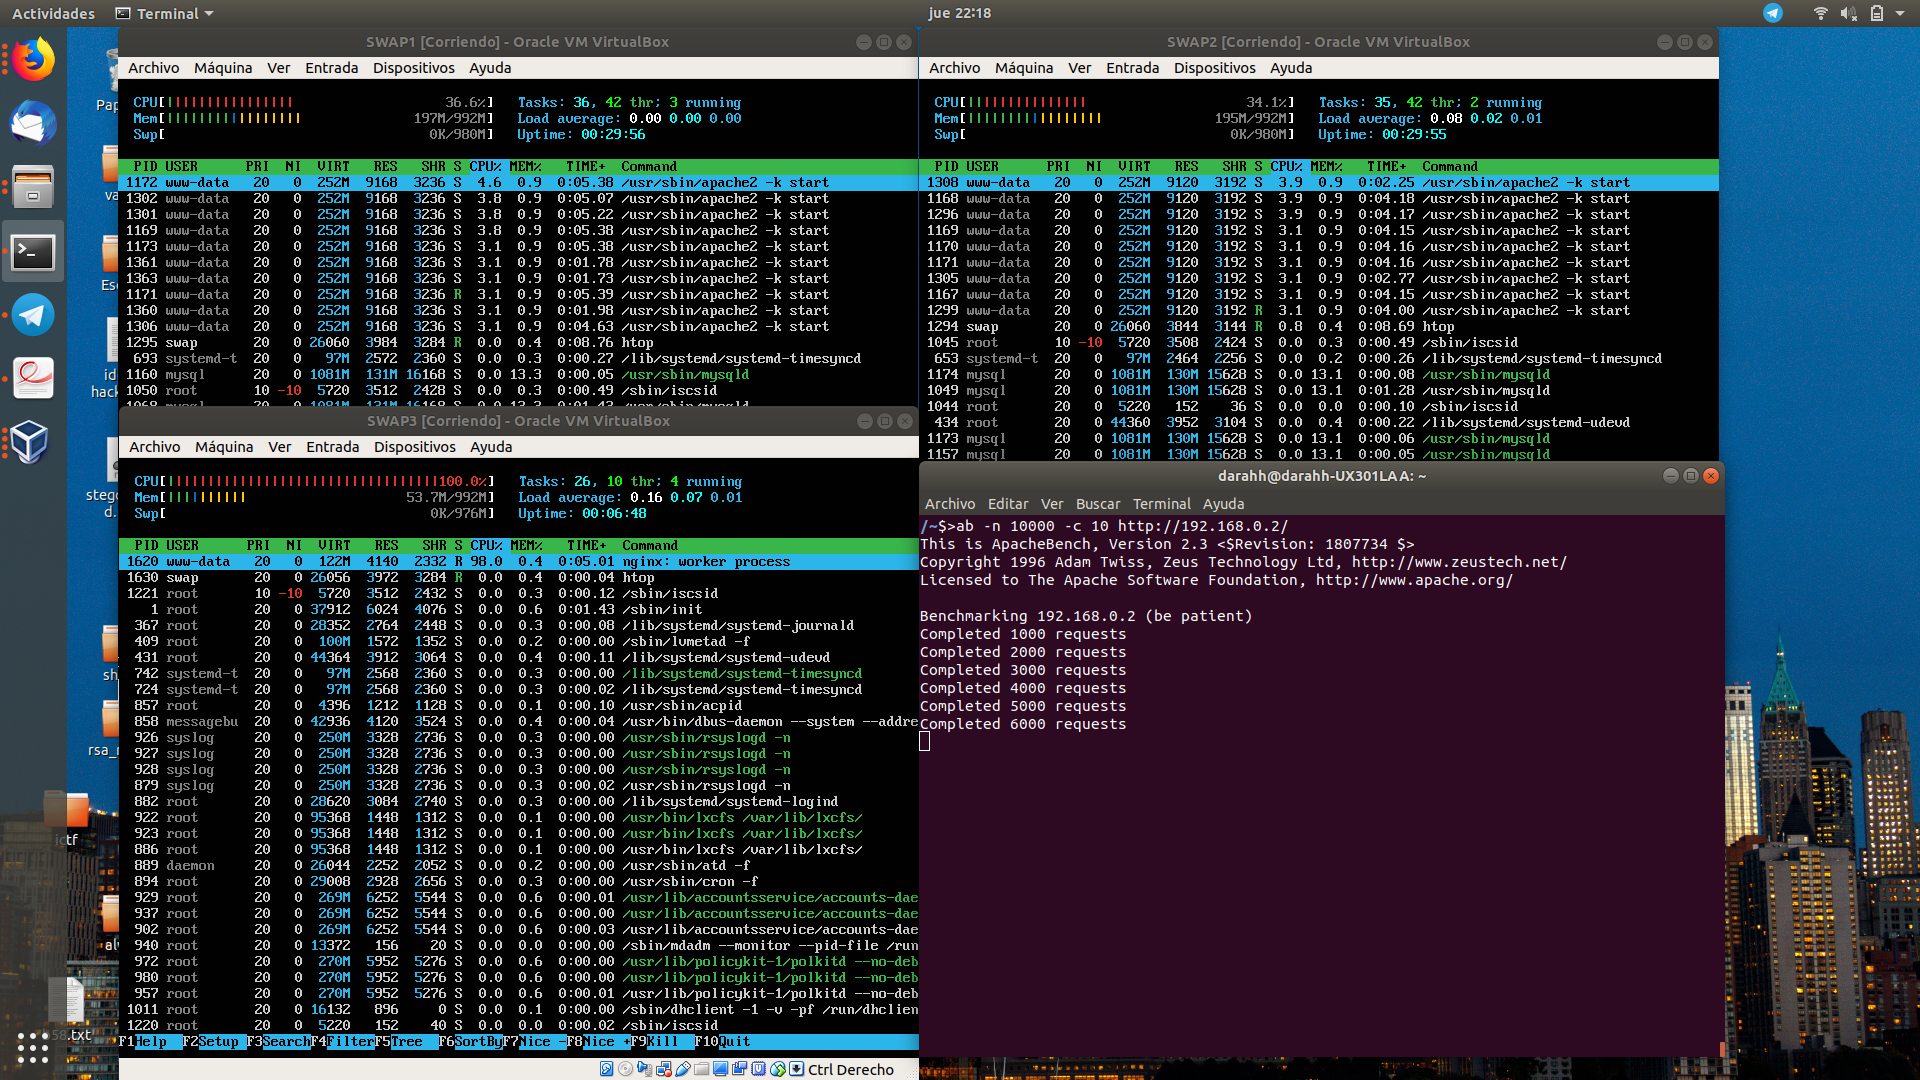 Actividades
Terminal
jue 22:18
SWAP1 [Corriendo] - Oracle VM VirtualBox
Archivo Máquina Ver Entrada Dispositivos Ayuda
CPU[ 36.6%] Tasks: 36, 42 thr; 3 running
Mem[ 197M/992M] Load average: 0.00 0.00 0.00
Swp[ 0K/980M] Uptime: 00:29:56
PID USER PRI NI VIRT RES SHR S CPU% MEM% TIME+ Command
1172 www-data 20 0 252M 9168 3236 S 4.6 0.9 0:05.38 /usr/sbin/apache2 -k start
1302 www-data 20 0 252M 9168 3236 S 3.8 0.9 0:05.07 /usr/sbin/apache2 -k start
1301 www-data 20 0 252M 9168 3236 S 3.8 0.9 0:05.22 /usr/sbin/apache2 -k start
1169 www-data 20 0 252M 9168 3236 S 3.8 0.9 0:05.38 /usr/sbin/apache2 -k start
1173 www-data 20 0 252M 9168 3236 S 3.1 0.9 0:05.38 /usr/sbin/apache2 -k start
1361 www-data 20 0 252M 9168 3236 S 3.1 0.9 0:01.78 /usr/sbin/apache2 -k start
1363 www-data 20 0 252M 9168 3236 S 3.1 0.9 0:01.73 /usr/sbin/apache2 -k start
1171 www-data 20 0 252M 9168 3236 R 3.1 0.9 0:05.39 /usr/sbin/apache2 -k start
1360 www-data 20 0 252M 9168 3236 S 3.1 0.9 0:01.98 /usr/sbin/apache2 -k start
1306 www-data 20 0 252M 9168 3236 S 3.1 0.9 0:04.63 /usr/sbin/apache2 -k start
1295 swap 20 0 26060 3984 3284 R 0.0 0.4 0:08.76 htop
693 systemd-t 20 0 97M 2572 2360 S 0.0 0.3 0:00.27 /lib/systemd/systemd-timesyncd
1160 mysql 20 0 1081M 131M 16168 S 0.0 13.3 0:00.05 /usr/sbin/mysqld
1050 root 10 -10 5720 3512 2428 S 0.0 0.3 0:00.49 /sbin/iscsid
SWAP2 [Corriendo] - Oracle VM VirtualBox
Archivo Máquina Ver Entrada Dispositivos Ayuda
CPU[ 34.1%] Tasks: 35, 42 thr; 2 running
Mem[ 195M/992M] Load average: 0.08 0.02 0.01
Swp[ 0K/980M] Uptime: 00:29:55
PID USER PRI NI VIRT RES SHR S CPU% MEM% TIME+ Command
1308 www-data 20 0 252M 9120 3192 S 3.9 0.9 0:02.25 /usr/sbin/apache2 -k start
1168 www-data 20 0 252M 9120 3192 S 3.9 0.9 0:04.18 /usr/sbin/apache2 -k start
1296 www-data 20 0 252M 9120 3192 S 3.9 0.9 0:04.17 /usr/sbin/apache2 -k start
1169 www-data 20 0 252M 9120 3192 S 3.1 0.9 0:04.15 /usr/sbin/apache2 -k start
1170 www-data 20 0 252M 9120 3192 S 3.1 0.9 0:04.16 /usr/sbin/apache2 -k start
1171 www-data 20 0 252M 9120 3192 S 3.1 0.9 0:04.16 /usr/sbin/apache2 -k start
1305 www-data 20 0 252M 9120 3192 S 3.1 0.9 0:02.77 /usr/sbin/apache2 -k start
1167 www-data 20 0 252M 9120 3192 S 3.1 0.9 0:04.15 /usr/sbin/apache2 -k start
1299 www-data 20 0 252M 9120 3192 R 3.1 0.9 0:04.00 /usr/sbin/apache2 -k start
1294 swap 20 0 26060 3844 3144 R 0.8 0.4 0:08.69 htop
1045 root 10 -10 5720 3508 2424 S 0.0 0.3 0:00.49 /sbin/iscsid
653 systemd-t 20 0 97M 2464 2256 S 0.0 0.2 0:00.26 /lib/systemd/systemd-timesyncd
1174 mysql 20 0 1081M 130M 15628 S 0.0 13.1 0:00.08 /usr/sbin/mysqld
1049 mysql 20 0 1081M 130M 15628 S 0.0 13.1 0:01.28 /usr/sbin/mysqld
1044 root 20 0 5220 152 36 S 0.0 0.0 0:00.10 /sbin/iscsid
434 root 20 0 44360 3952 3104 S 0.0 0.4 0:00.22 /lib/systemd/systemd-udevd
1173 mysql 20 0 1081M 130M 15628 S 0.0 13.1 0:00.06 /usr/sbin/mysqld
1157 mysql 20 0 1081M 130M 15628 S 0.0 13.1 0:00.05 /usr/sbin/mysqld
SWAP3 [Corriendo] - Oracle VM VirtualBox
Archivo Máquina Ver Entrada Dispositivos Ayuda
CPU[ 100.0%] Tasks: 26, 10 thr; 4 running
Mem[ 53.7M/992M] Load average: 0.16 0.07 0.01
Swp[ 0K/976M] Uptime: 00:06:48
PID USER PRI NI VIRT RES SHR S CPU% MEM% TIME+ Command
1620 www-data 20 0 122M 4140 2332 R 98.0 0.4 0:05.01 nginx: worker process
1630 swap 20 0 26056 3972 3284 R 0.0 0.4 0:00.04 htop
1221 root 10 -10 5720 3512 2432 S 0.0 0.3 0:00.12 /sbin/iscsid
1 root 20 0 37912 6024 4076 S 0.0 0.6 0:01.43 /sbin/init
367 root 20 0 28352 2764 2448 S 0.0 0.3 0:00.08 /lib/systemd/systemd-journald
409 root 20 0 100M 1572 1352 S 0.0 0.2 0:00.00 /sbin/lvmetad -f
431 root 20 0 44364 3912 3064 S 0.0 0.4 0:00.11 /lib/systemd/systemd-udevd
742 systemd-t 20 0 97M 2568 2360 S 0.0 0.3 0:00.00 /lib/systemd/systemd-timesyncd
724 systemd-t 20 0 97M 2568 2360 S 0.0 0.3 0:00.02 /lib/systemd/systemd-timesyncd
857 root 20 0 4396 1212 1128 S 0.0 0.1 0:00.10 /usr/sbin/acpid
858 messagebu 20 0 42936 4120 3524 S 0.0 0.4 0:00.04 /usr/bin/dbus-daemon --system --addre
926 syslog 20 0 250M 3328 2736 S 0.0 0.3 0:00.00 /usr/sbin/rsyslogd -n
927 syslog 20 0 250M 3328 2736 S 0.0 0.3 0:00.00 /usr/sbin/rsyslogd -n
928 syslog 20 0 250M 3328 2736 S 0.0 0.3 0:00.00 /usr/sbin/rsyslogd -n
879 syslog 20 0 250M 3328 2736 S 0.0 0.3 0:00.02 /usr/sbin/rsyslogd -n
882 root 20 0 28620 3084 2740 S 0.0 0.3 0:00.00 /lib/systemd/systemd-logind
922 root 20 0 95368 1448 1312 S 0.0 0.1 0:00.00 /usr/bin/lxcfs /var/lib/lxcfs/
923 root 20 0 95368 1448 1312 S 0.0 0.1 0:00.00 /usr/bin/lxcfs /var/lib/lxcfs/
886 root 20 0 95368 1448 1312 S 0.0 0.1 0:00.00 /usr/bin/lxcfs /var/lib/lxcfs/
889 daemon 20 0 26044 2252 2052 S 0.0 0.2 0:00.00 /usr/sbin/atd -f
894 root 20 0 29008 2928 2656 S 0.0 0.3 0:00.00 /usr/sbin/cron -f
929 root 20 0 269M 6252 5544 S 0.0 0.6 0:00.01 /usr/lib/accountsservice/accounts-dae
937 root 20 0 269M 6252 5544 S 0.0 0.6 0:00.00 /usr/lib/accountsservice/accounts-dae
902 root 20 0 269M 6252 5544 S 0.0 0.6 0:00.03 /usr/lib/accountsservice/accounts-dae
940 root 20 0 13372 156 20 S 0.0 0.0 0:00.00 /sbin/mdadm --monitor --pid-file /run
972 root 20 0 270M 5952 5276 S 0.0 0.6 0:00.00 /usr/lib/policykit-1/polkitd --no-deb
980 root 20 0 270M 5952 5276 S 0.0 0.6 0:00.00 /usr/lib/policykit-1/polkitd --no-deb
957 root 20 0 270M 5952 5276 S 0.0 0.6 0:00.01 /usr/lib/policykit-1/polkitd --no-deb
1011 root 20 0 16132 896 0 S 0.0 0.1 0:00.00 /sbin/dhclient -1 -v -pf /run/dhclien
1220 root 20 0 5220 152 40 S 0.0 0.0 0:00.02 /sbin/iscsid
F1Help F2Setup F3Search F4Filter F5Tree F6SortBy F7Nice - F8Nice + F9Kill F10Quit
Ctrl Derecho
darahh@darahh-UX301LAA: ~
Archivo Editar Ver Buscar Terminal Ayuda
/~$>ab -n 10000 -c 10 http://192.168.0.2/
This is ApacheBench, Version 2.3 <$Revision: 1807734 $>
Copyright 1996 Adam Twiss, Zeus Technology Ltd, http://www.zeustech.net/
Licensed to The Apache Software Foundation, http://www.apache.org/
Benchmarking 192.168.0.2 (be patient)
Completed 1000 requests
Completed 2000 requests
Completed 3000 requests
Completed 4000 requests
Completed 5000 requests
Completed 6000 requests